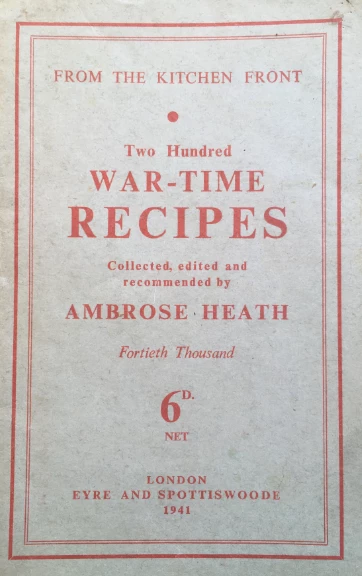 FROM THE KITCHEN FRONT
Two Hundred
WAR-TIME
RECIPES
Collected, edited and
recommended by
AMBROSE HEATH
Fortieth Thousand
6D.
NET
LONDON
EYRE AND SPOTTISWOODE
1941